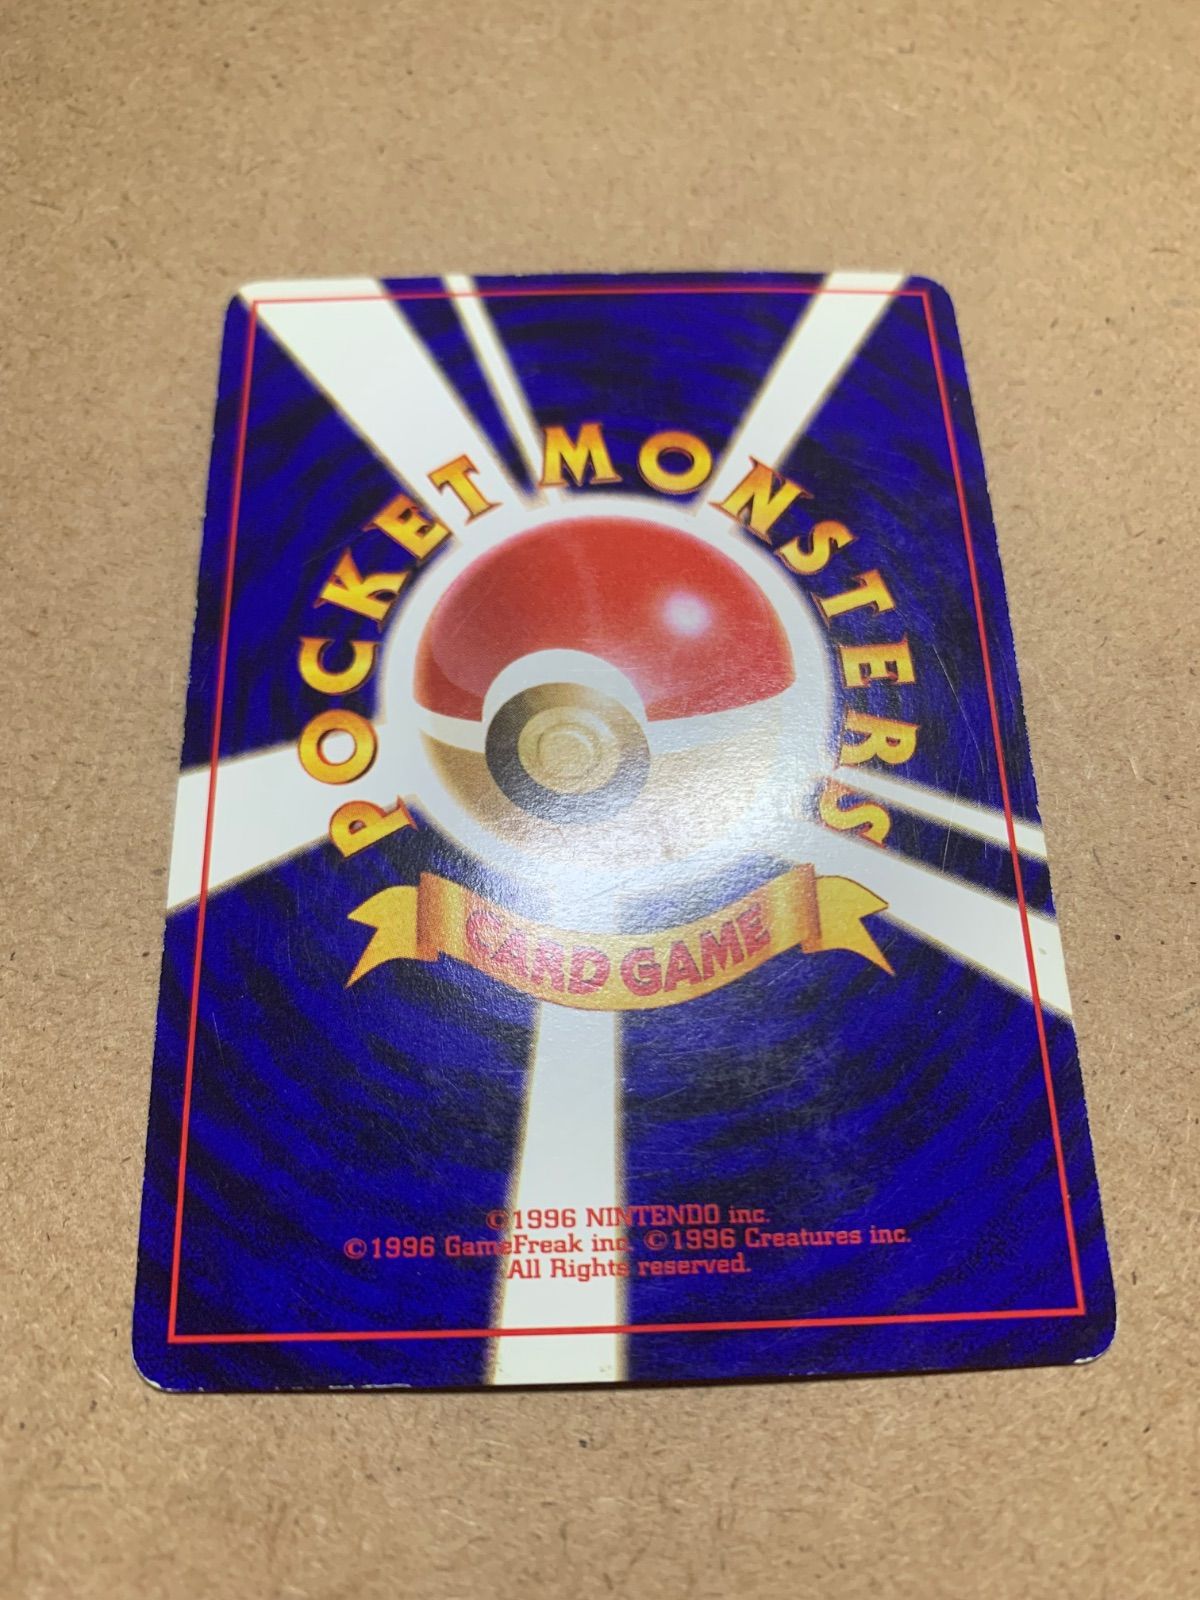 POCKET MONSTERS
CARD GAME
©1996 NINTENDO inc.
©1996 GameFreak inc. ©1996 Creatures inc.
All Rights reserved.